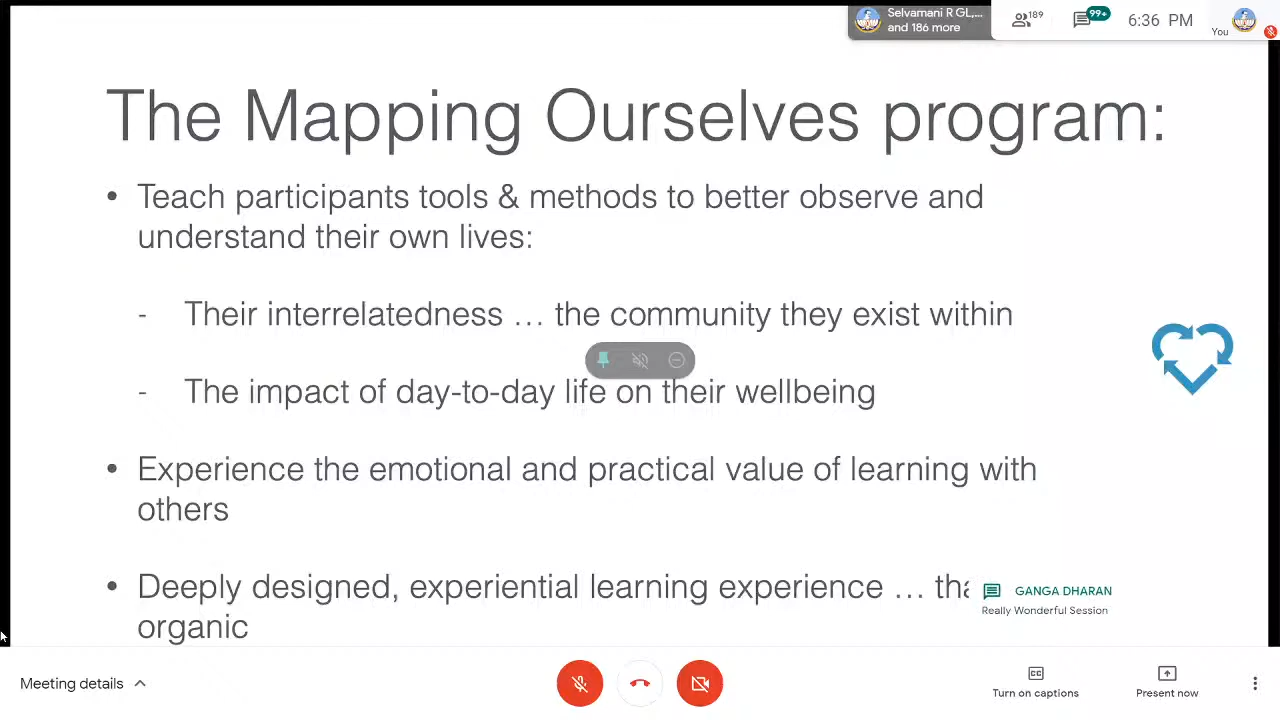 Selvamani R GL,...
and 186 more
189
99+
6:36 PM
You
The Mapping Ourselves program:
• Teach participants tools & methods to better observe and
understand their own lives:
- Their interrelatedness … the community they exist within
- The impact of day-to-day life on their wellbeing
• Experience the emotional and practical value of learning with
others
• Deeply designed, experiential learning experience …
organic
GANGA DHARAN
Really Wonderful Session
Meeting details
CC
Turn on captions
Present now